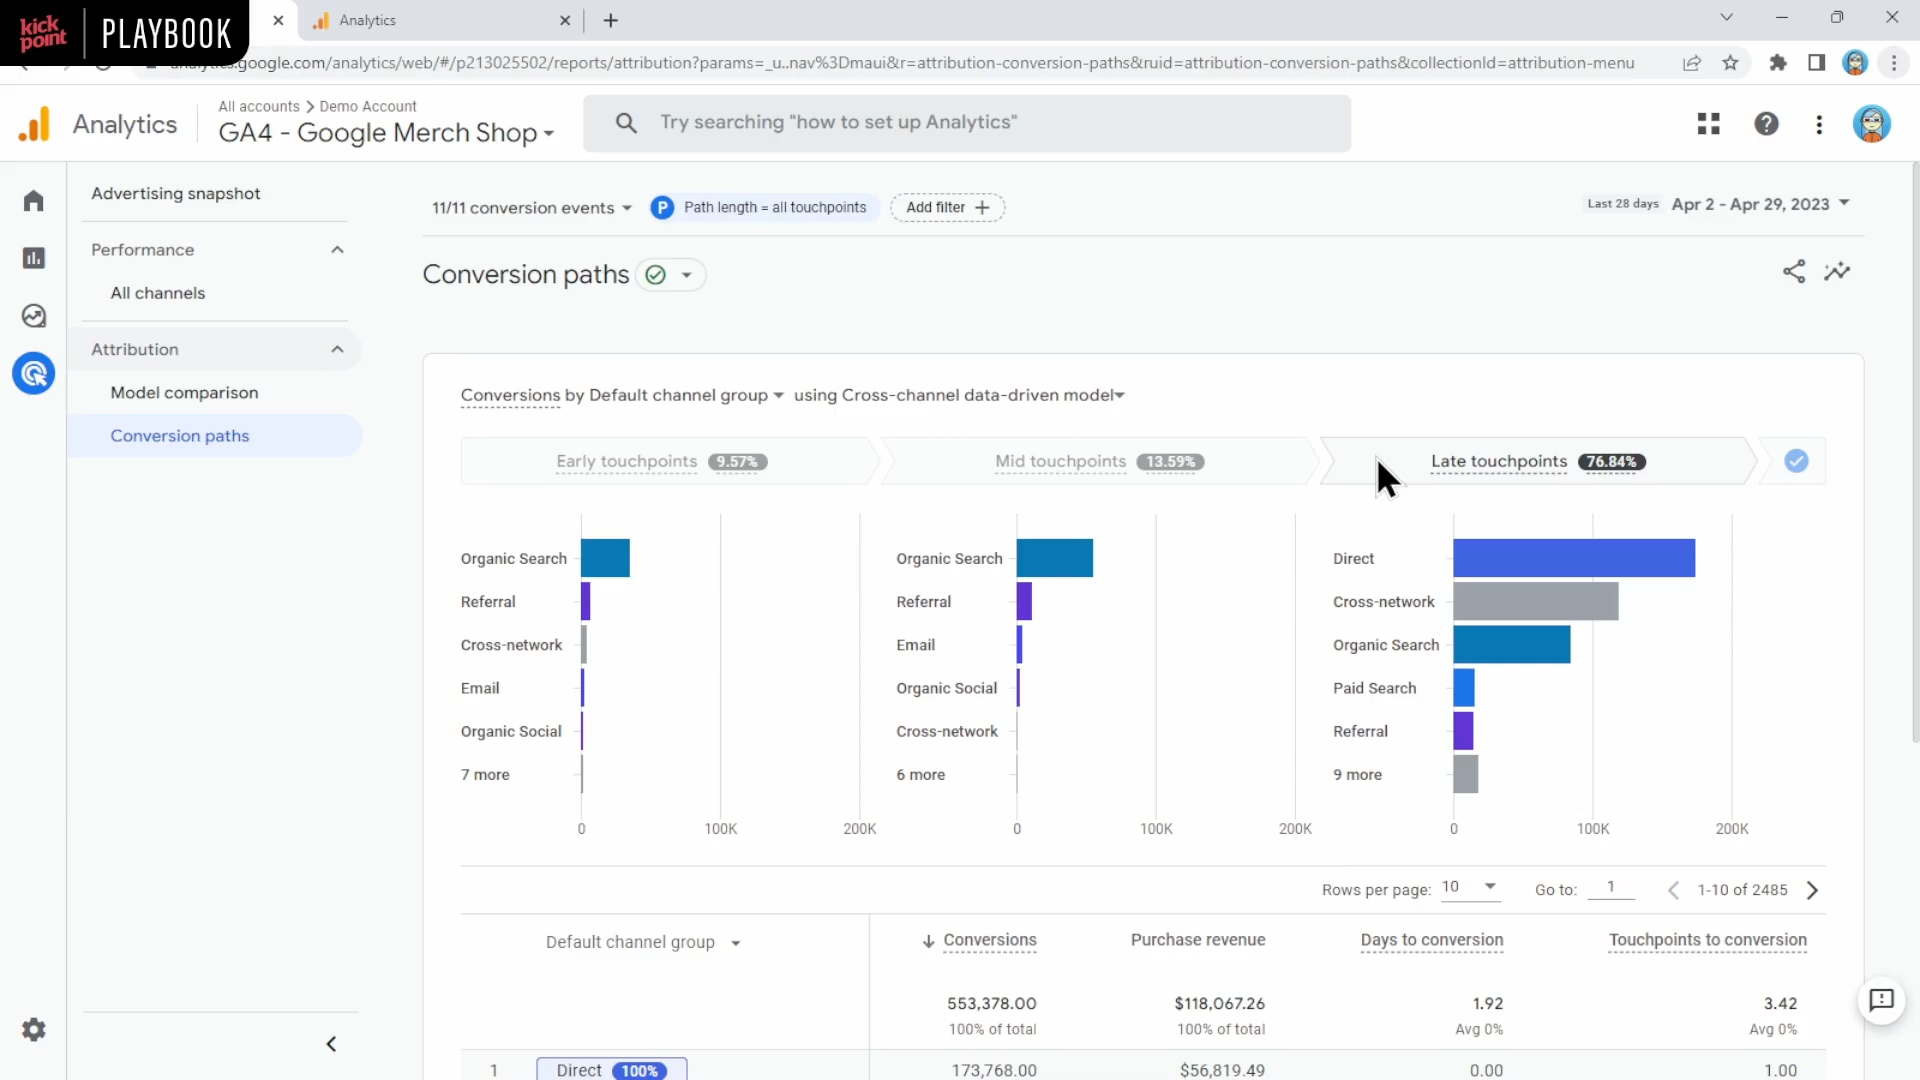 kick point PLAYBOOK
Analytics
analytics.google.com/analytics/web/#/p213025502/reports/attribution?params=_u..nav%3Dmaui&r=attribution-conversion-paths&ruid=attribution-conversion-paths&collectionId=attribution-menu
Analytics
All accounts > Demo Account
GA4 - Google Merch Shop
Try searching "how to set up Analytics"
Advertising snapshot
Performance
All channels
Attribution
Model comparison
Conversion paths
11/11 conversion events
P Path length = all touchpoints
Add filter +
Last 28 days Apr 2 - Apr 29, 2023
Conversion paths
Conversions by Default channel group using Cross-channel data-driven model
Early touchpoints 9.57%
Mid touchpoints 13.59%
Late touchpoints 76.84%
Organic Search
Referral
Cross-network
Email
Organic Social
7 more
0 100K 200K
Organic Search
Referral
Email
Organic Social
Cross-network
6 more
0 100K 200K
Direct
Cross-network
Organic Search
Paid Search
Referral
9 more
0 100K 200K
Rows per page: 10 Go to: 1 1-10 of 2485
Default channel group Conversions Purchase revenue Days to conversion Touchpoints to conversion
553,378.00 $118,067.26 1.92 3.42
100% of total 100% of total Avg 0% Avg 0%
1 Direct 100% 173,768.00 $56,819.49 0.00 1.00